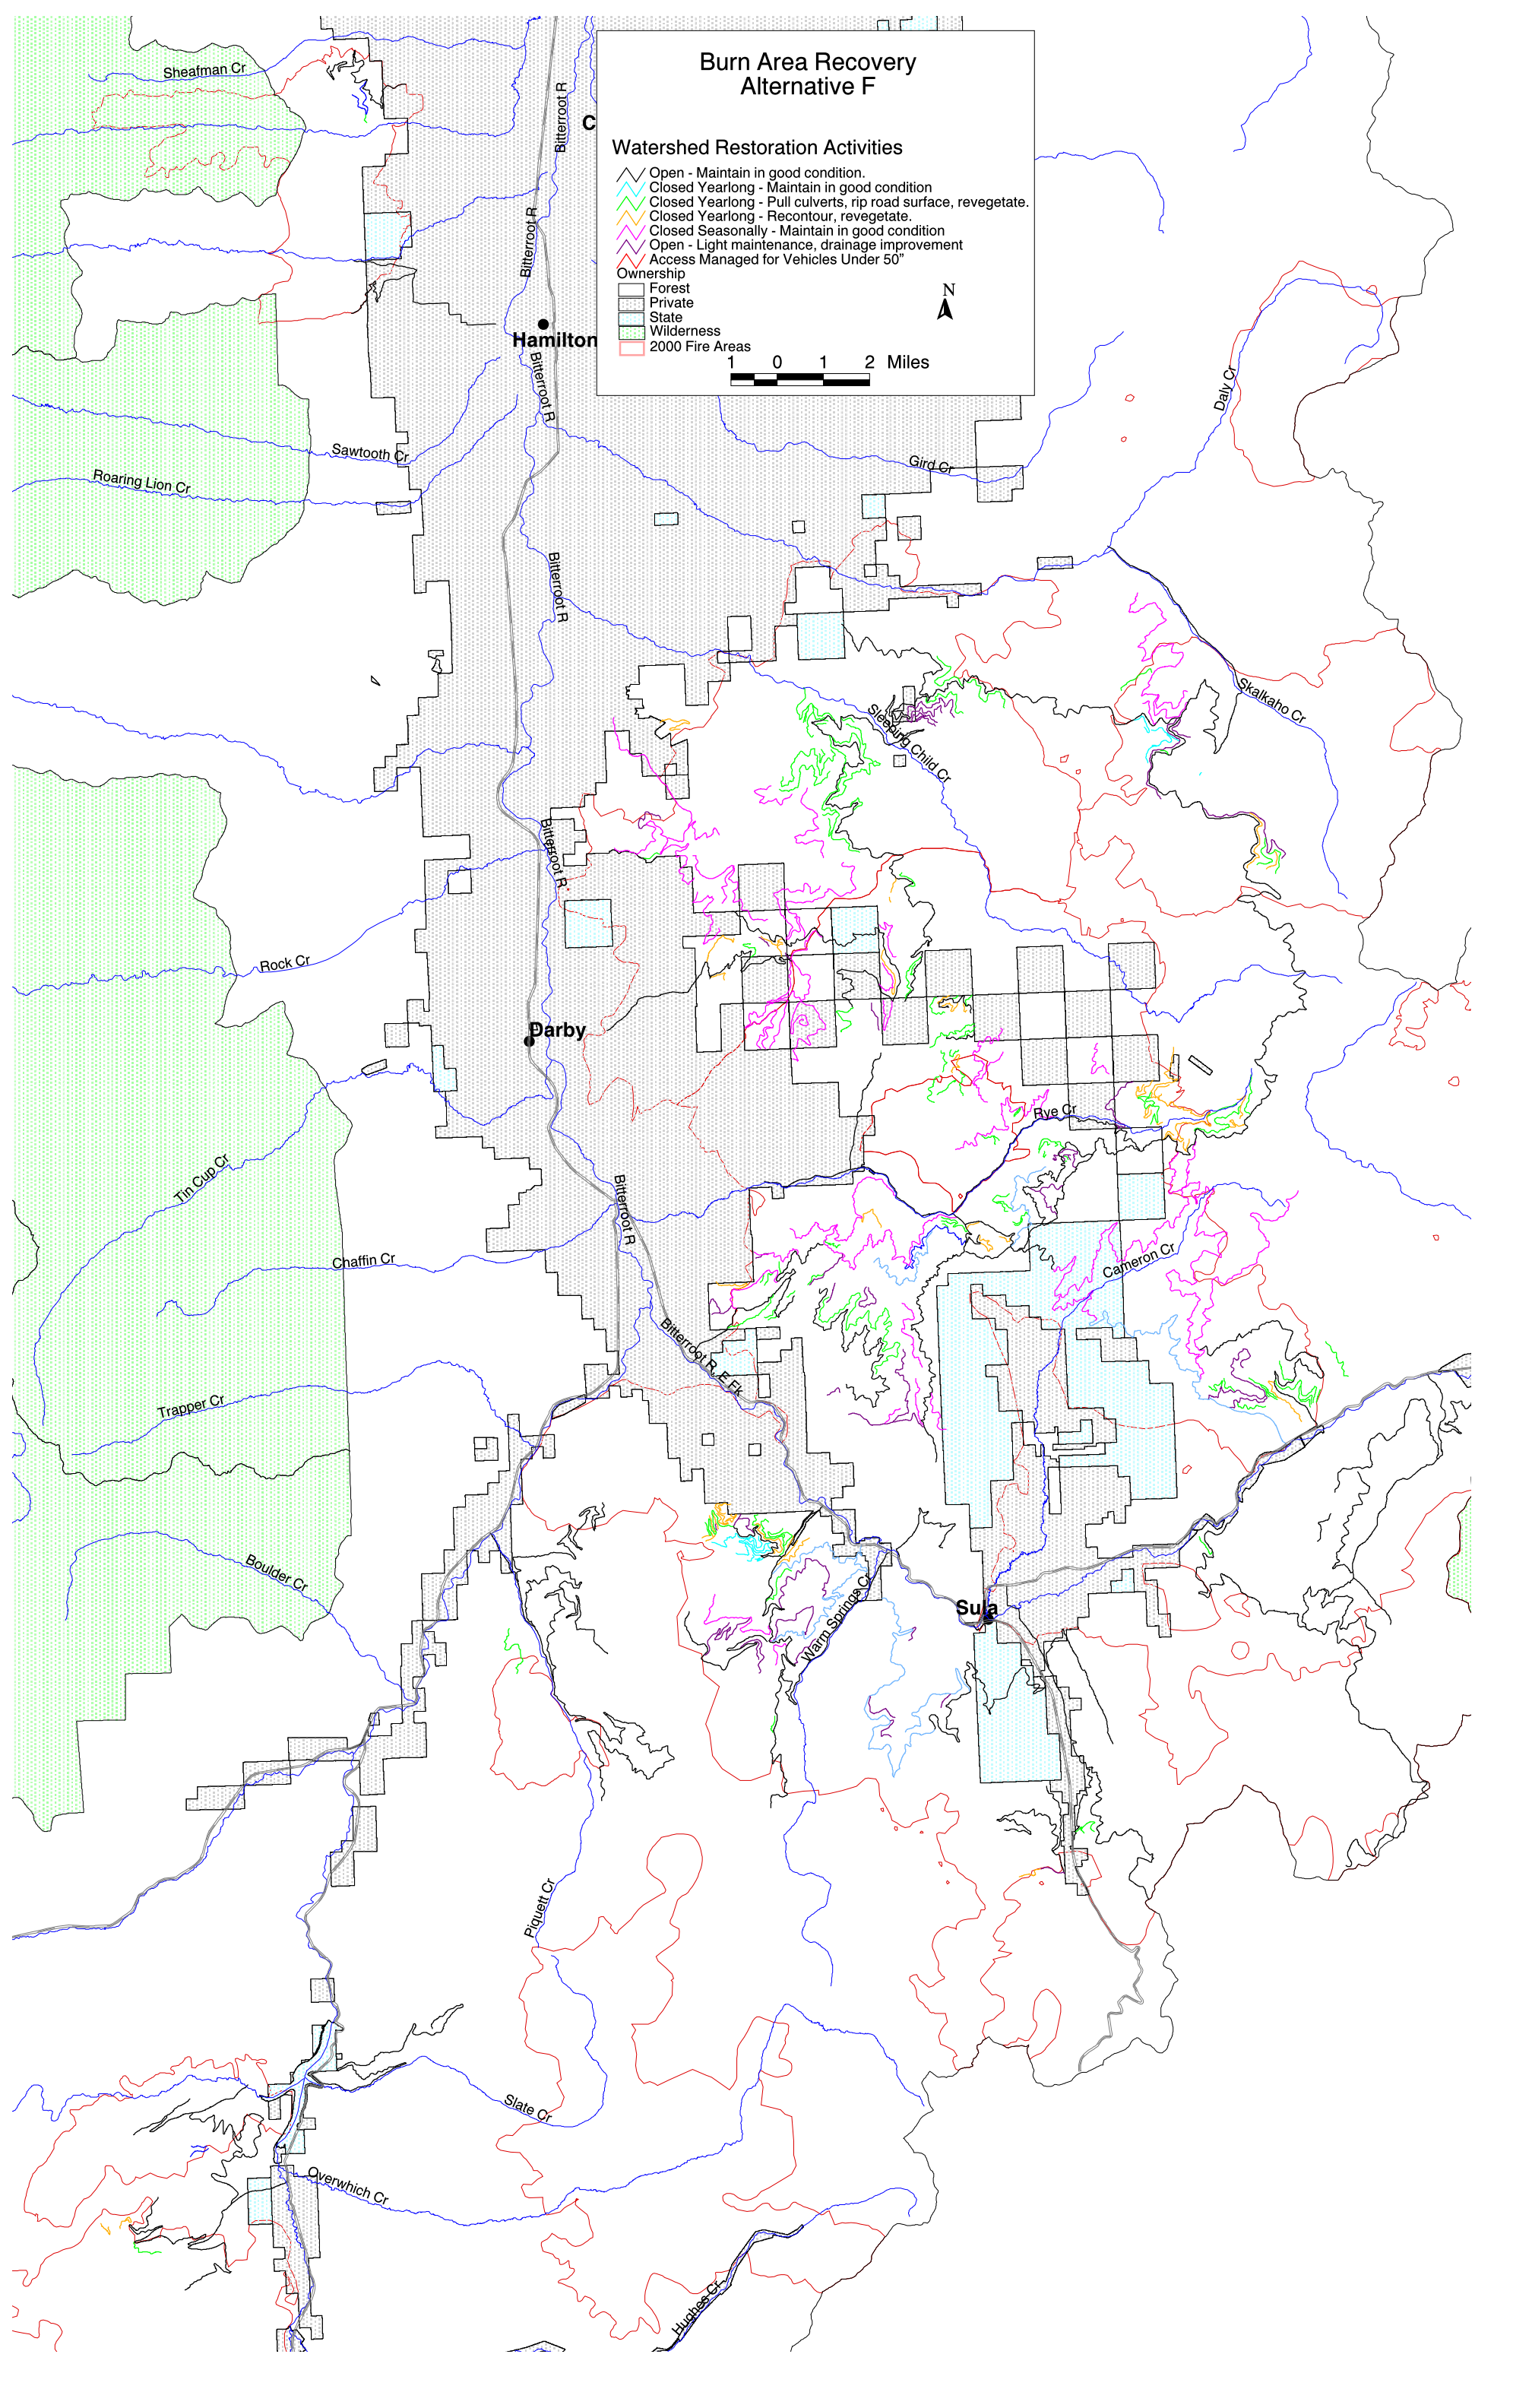 Burn Area Recovery
Alternative F
Watershed Restoration Activities
Open - Maintain in good condition.
Closed Yearlong - Maintain in good condition
Closed Yearlong - Pull culverts, rip road surface, revegetate.
Closed Yearlong - Recontour, revegetate.
Closed Seasonally - Maintain in good condition
Open - Light maintenance, drainage improvement
Access Managed for Vehicles Under 50”
Ownership
Forest
Private
State
Wilderness
2000 Fire Areas
N
1 0 1 2 Miles
Sheafman Cr
Bitterroot R
C
Bitterroot R
Hamilton
Bitterroot R
Daly Cr
Sawtooth Cr
Gird Cr
Roaring Lion Cr
Bitterroot R
Skalkaho Cr
Sleeping Child Cr
Bitterroot R
Rock Cr
Darby
Rye Cr
Tin Cup Cr
Bitterroot R
Chaffin Cr
Cameron Cr
Bitterroot R, E Fk
Trapper Cr
Boulder Cr
Warm Springs Cr
Sula
Piquett Cr
Slate Cr
Overwhich Cr
Hughes Cr